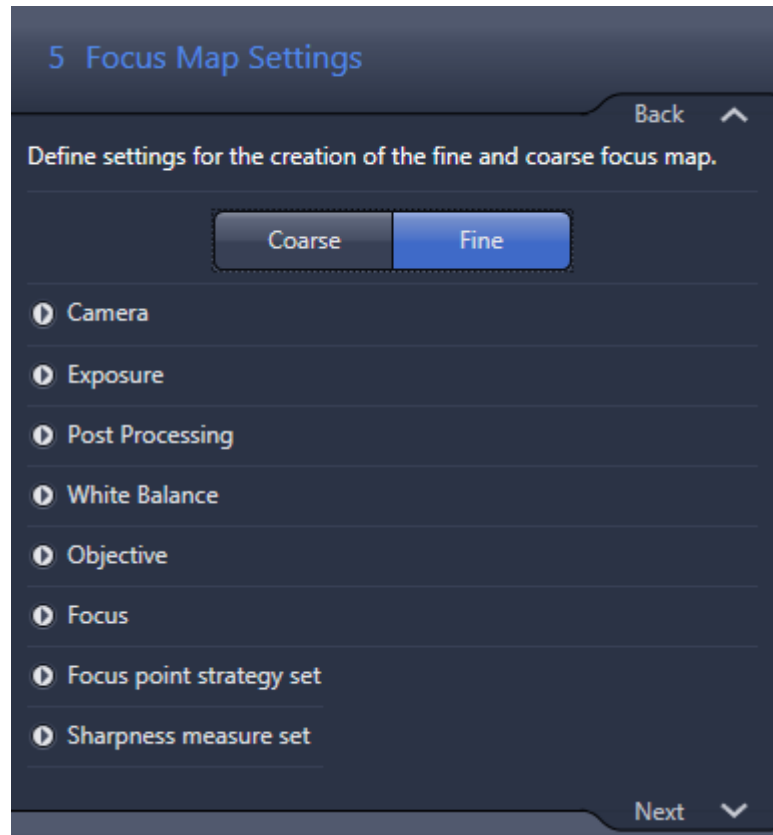 5 Focus Map Settings
Back
Define settings for the creation of the fine and coarse focus map.
Coarse Fine
Camera
Exposure
Post Processing
White Balance
Objective
Focus
Focus point strategy set
Sharpness measure set
Next